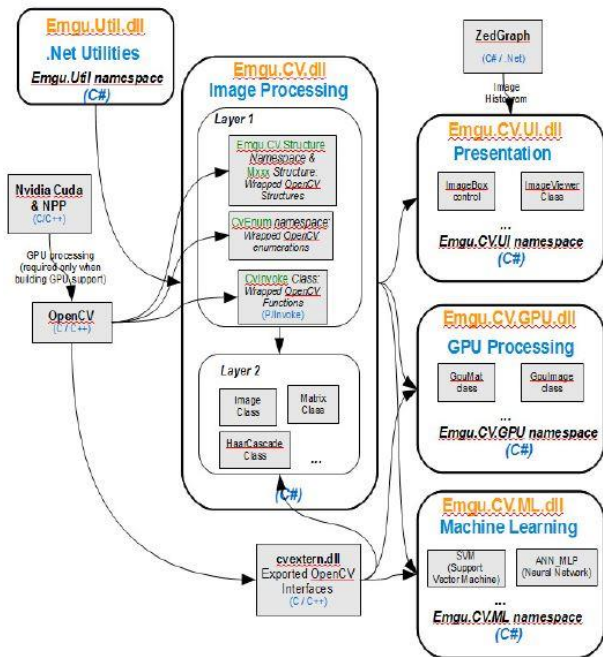 Emgu.Util.dll
.Net Utilities
Emgu.Util namespace
(C#)
ZedGraph
(C# / .Net)
Image
Histogram
Emgu.CV.dll
Image Processing
Layer 1
Emgu.CV.Structure
Namespace &
Mxxx Structure:
Wrapped OpenCV
Structures
CvEnum namespace:
Wrapped OpenCV
enumerations
CvInvoke Class:
Wrapped OpenCV
Functions
(P/Invoke)
Layer 2
Image
Class
Matrix
Class
HaarCascade
Class
...
(C#)
Nvidia Cuda
& NPP
(C/C++)
GPU processing
(required only when
building GPU support)
OpenCV
(C / C++)
cvextern.dll
Exported OpenCV
Interfaces
(C / C++)
Emgu.CV.UI.dll
Presentation
ImageBox
control
ImageViewer
Class
...
Emgu.CV.UI namespace
(C#)
Emgu.CV.GPU.dll
GPU Processing
GpuMat
class
GpuImage
class
...
Emgu.CV.GPU namespace
(C#)
Emgu.CV.ML.dll
Machine Learning
SVM
(Support
Vector Machine)
ANN_MLP
(Neural Network)
...
Emgu.CV.ML namespace
(C#)